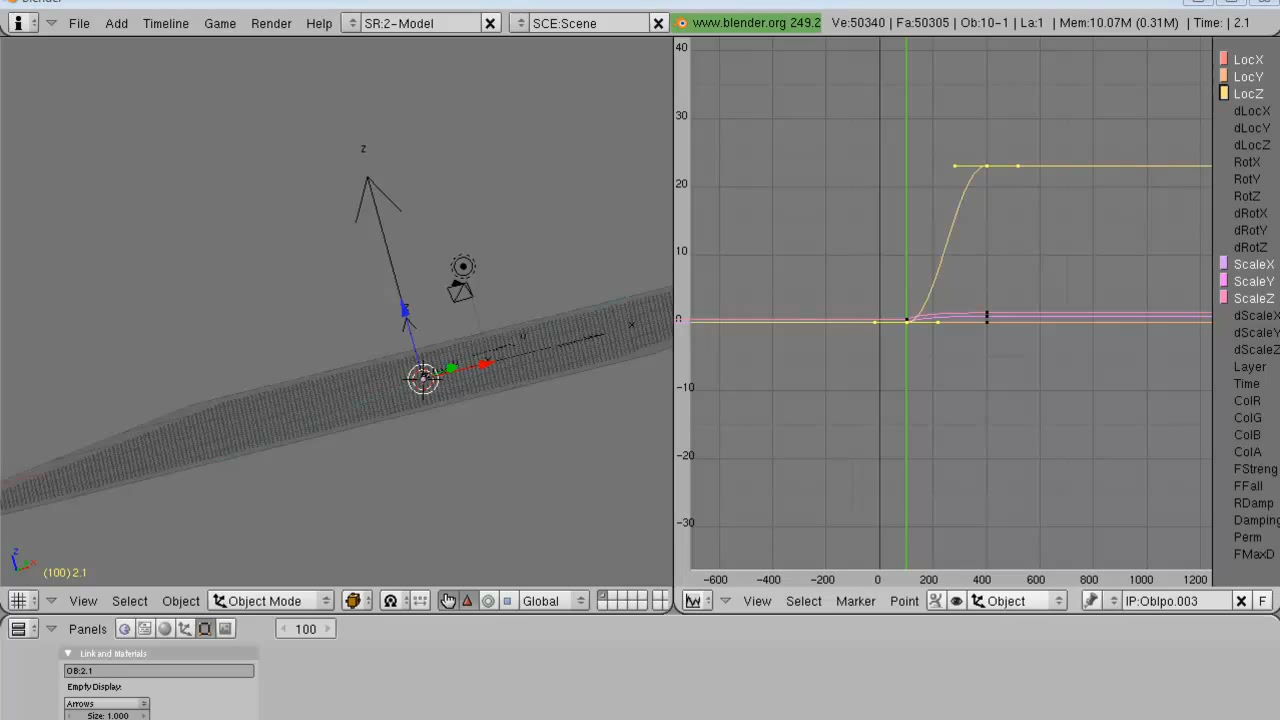 Blender
File Add Timeline Game Render Help SR:2-Model SCE:Scene www.blender.org 249.2 Ve:50340 | Fa:50305 | Ob:10-1 | La:1 | Mem:10.07M (0.31M) | Time: | 2.1
40
30
20
10
0
-10
-20
-30
LocX
LocY
LocZ
dLocX
dLocY
dLocZ
RotX
RotY
RotZ
dRotX
dRotY
dRotZ
ScaleX
ScaleY
ScaleZ
dScaleX
dScaleY
dScaleZ
Layer
Time
ColR
ColG
ColB
ColA
FStreng
FFall
RDamp
Damping
Perm
FMaxD
z
x
z
x
(100) 2.1
-600 -400 -200 0 200 400 600 800 1000 1200
View Select Object Object Mode Global
View Select Marker Point Object IP:ObIpo.003 F
Panels 100
Link and Materials
OB:2.1
Empty Display:
Arrows
Size: 1.000